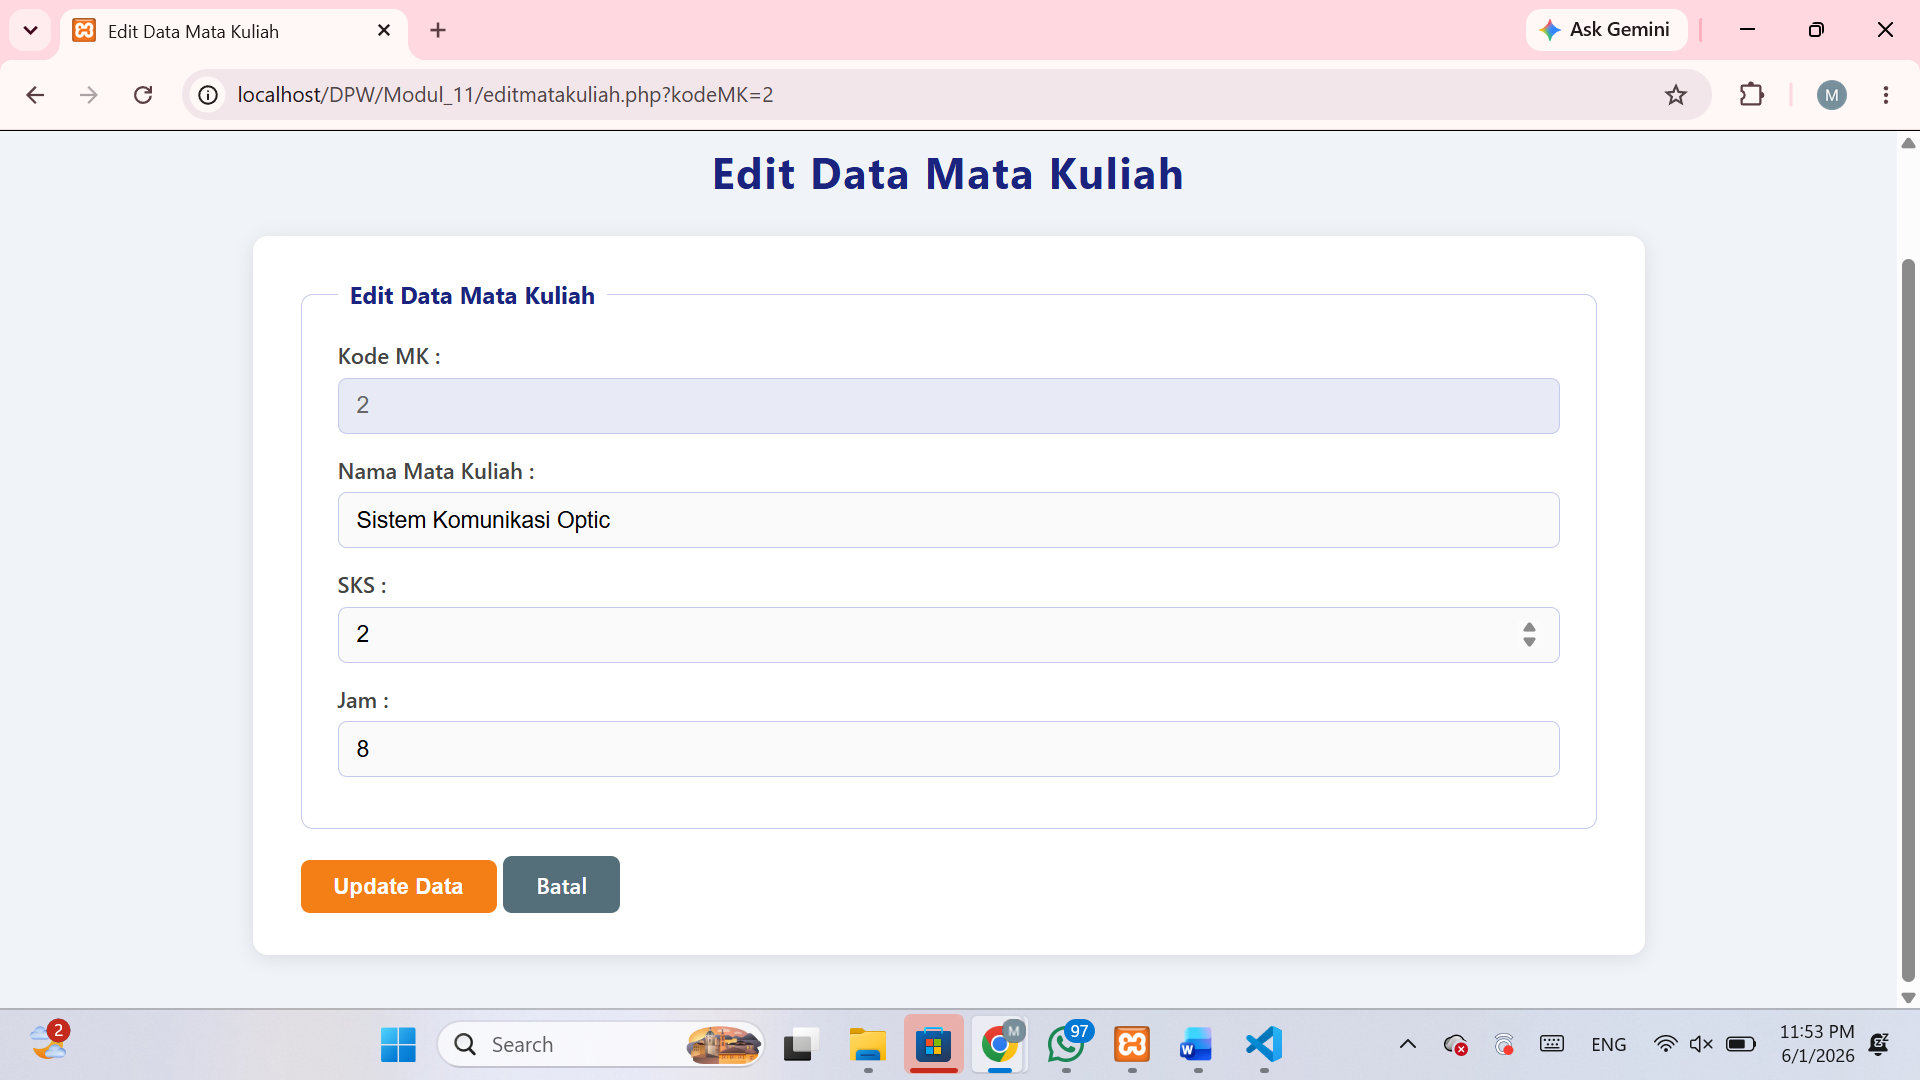 Edit Data Mata Kuliah
Ask Gemini
localhost/DPW/Modul_11/editmatakuliah.php?kodeMK=2
M
Edit Data Mata Kuliah
Edit Data Mata Kuliah
Kode MK :
2
Nama Mata Kuliah :
Sistem Komunikasi Optic
SKS :
2
Jam :
8
Update Data
Batal
2
Search
M
97
W
ENG
11:53 PM
6/1/2026